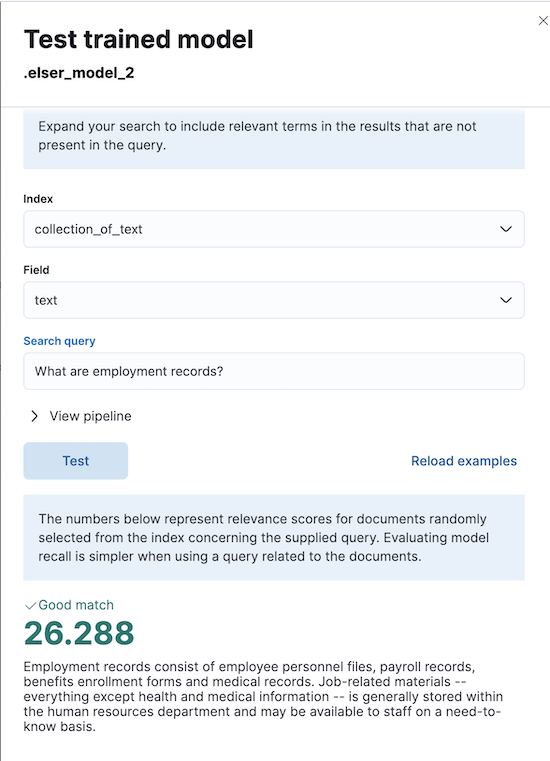 Test trained model
.elser_model_2
Expand your search to include relevant terms in the results that are not
present in the query.
Index
collection_of_text
Field
text
Search query
What are employment records?
View pipeline
Test
Reload examples
The numbers below represent relevance scores for documents randomly
selected from the index concerning the supplied query. Evaluating model
recall is simpler when using a query related to the documents.
Good match
26.288
Employment records consist of employee personnel files, payroll records,
benefits enrollment forms and medical records. Job-related materials --
everything except health and medical information -- is generally stored within
the human resources department and may be available to staff on a need-to-
know basis.